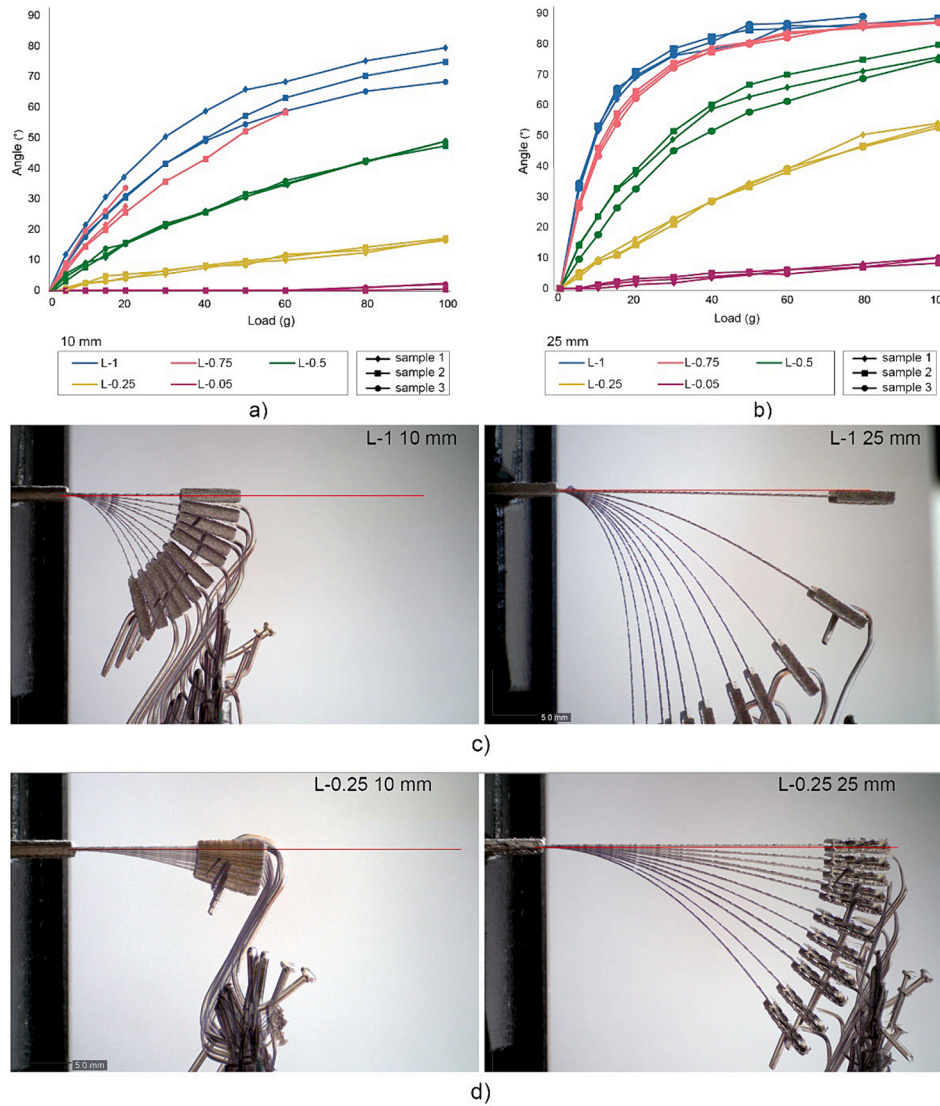 90
80
70
60
50
40
30
20
10
0
Angle (°)
20 40 60 80 100
Load (g)
10 mm
L-1 L-0.75 L-0.5
L-0.25 L-0.05
sample 1
sample 2
sample 3
a)
90
80
70
60
50
40
30
20
10
0
Angle (°)
0 20 40 60 80 100
Load (g)
25 mm
L-1 L-0.75 L-0.5
L-0.25 L-0.05
sample 1
sample 2
sample 3
b)
L-1 10 mm
L-1 25 mm
5.0 mm
c)
L-0.25 10 mm
L-0.25 25 mm
5.0 mm
d)